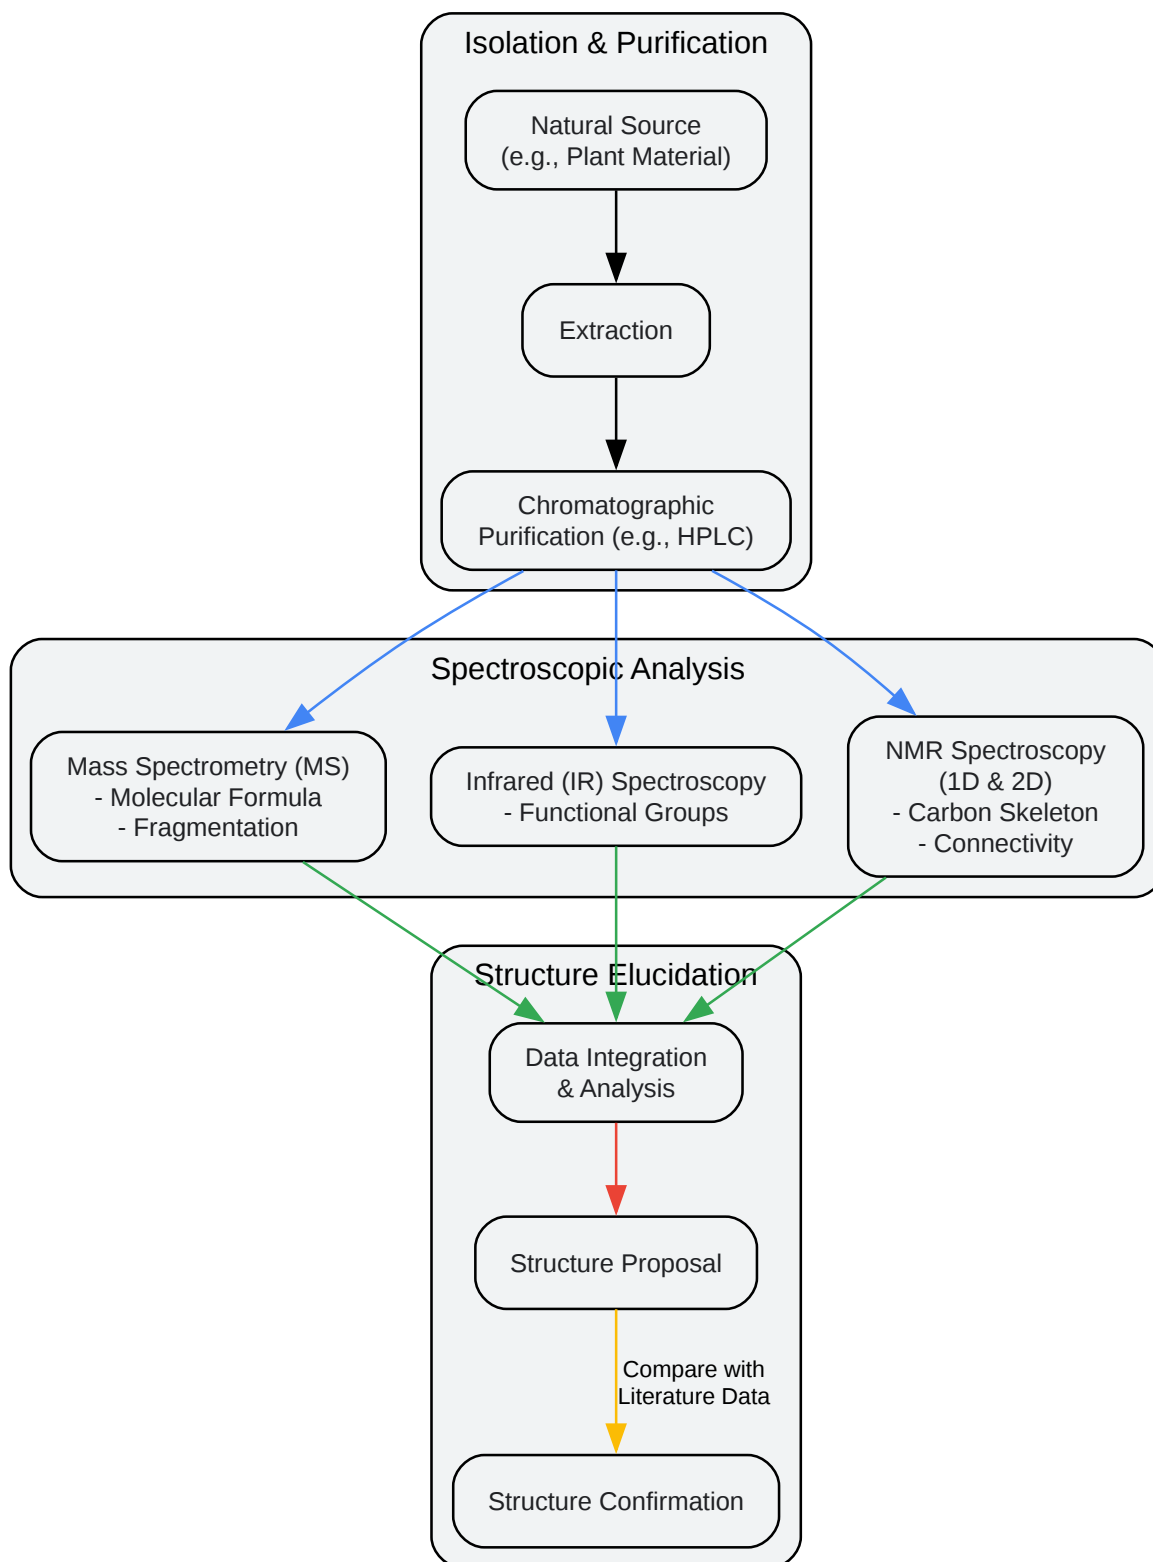 Isolation & Purification
Natural Source
(e.g., Plant Material)
Extraction
Chromatographic
Purification (e.g., HPLC)
Spectroscopic Analysis
Mass Spectrometry (MS)
- Molecular Formula
- Fragmentation
Infrared (IR) Spectroscopy
- Functional Groups
NMR Spectroscopy
(1D & 2D)
- Carbon Skeleton
- Connectivity
Structure Elucidation
Data Integration
& Analysis
Structure Proposal
Compare with
Literature Data
Structure Confirmation